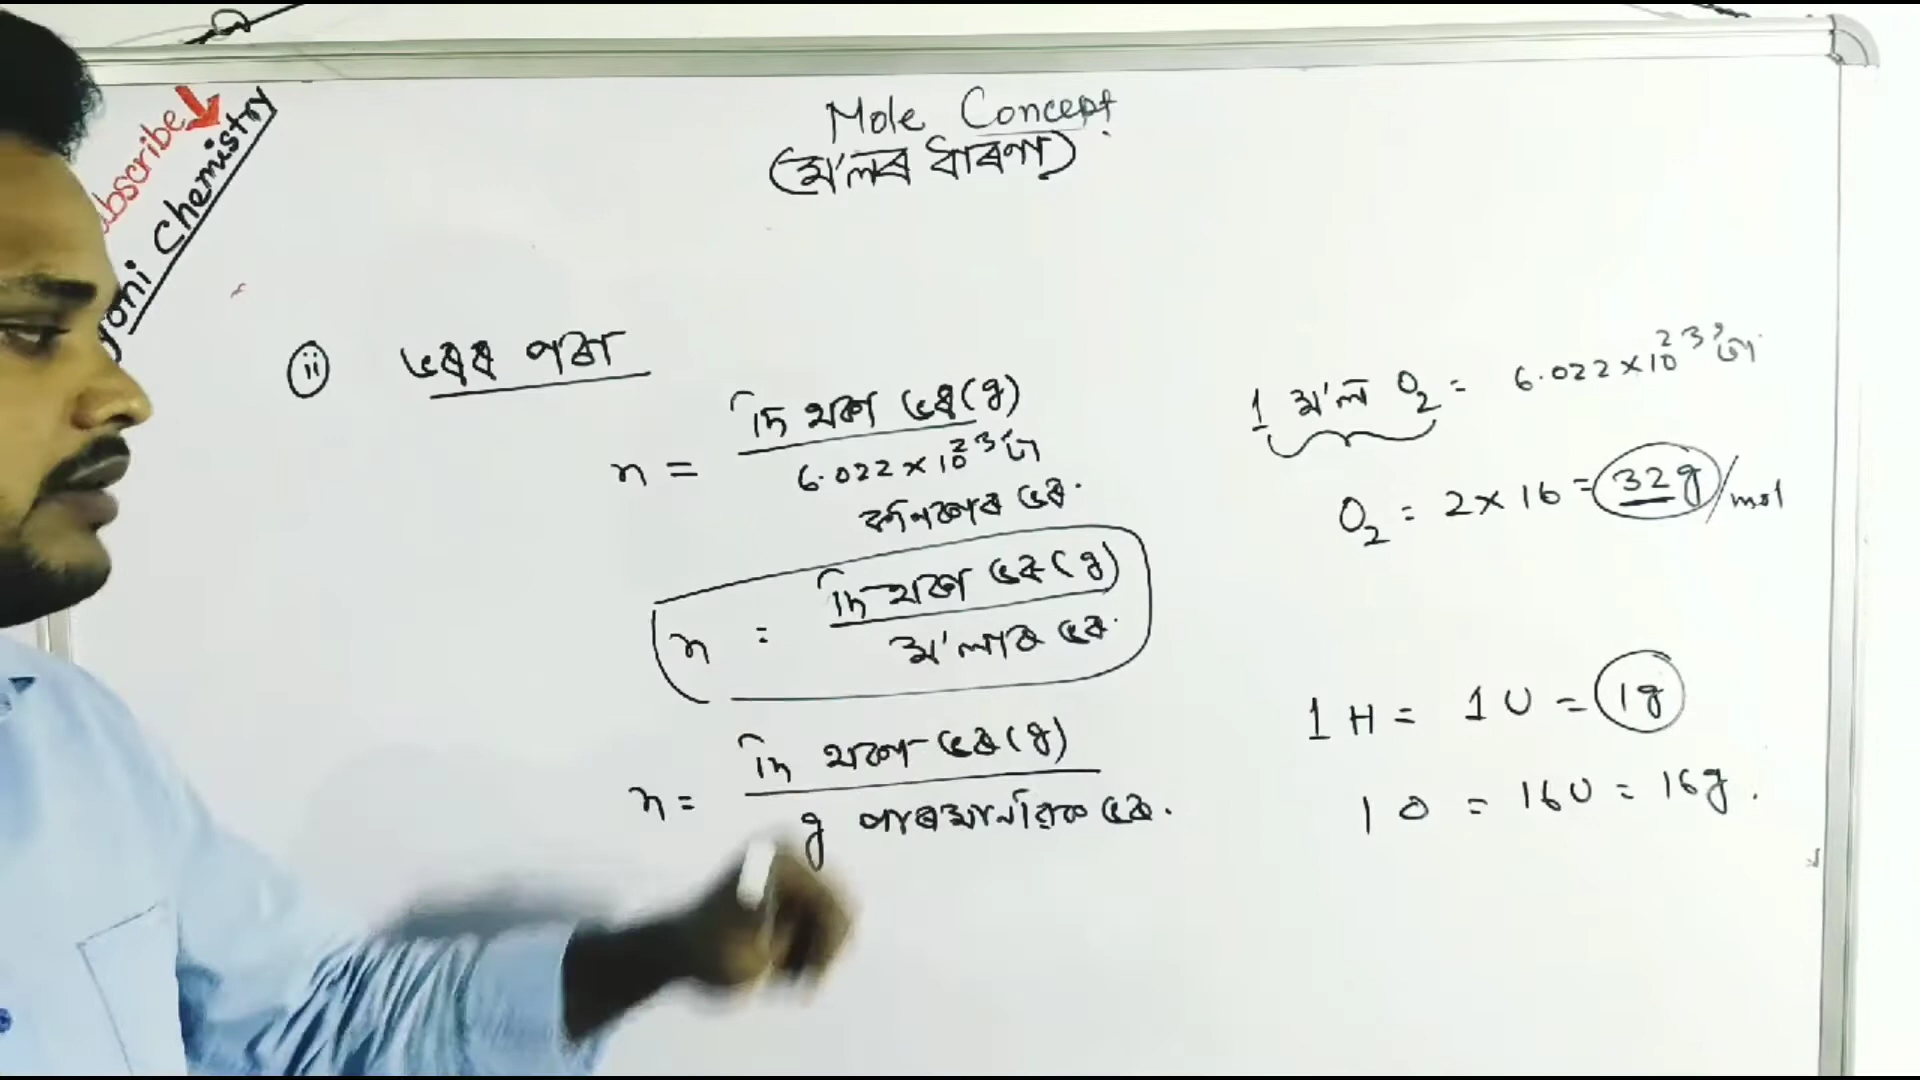 Mole Concept
(ম'লৰ ধাৰণা)
Chemistry
ii ভৰৰ পৰা
n = দি থকা ভৰ(g)
6.022×10²³ টা
কণিকাৰ ভৰ.
n = দি থকা ভৰ(g)
ম'লাৰ ভৰ.
n = দি থকা ভৰ(g)
g পাৰমাণৱিক ভৰ.
1 ম'ল O₂ = 6.022×10²³ টা
O₂ = 2×16 = 32g/mol
1 H = 1U = 1g
1 O = 16U = 16g.